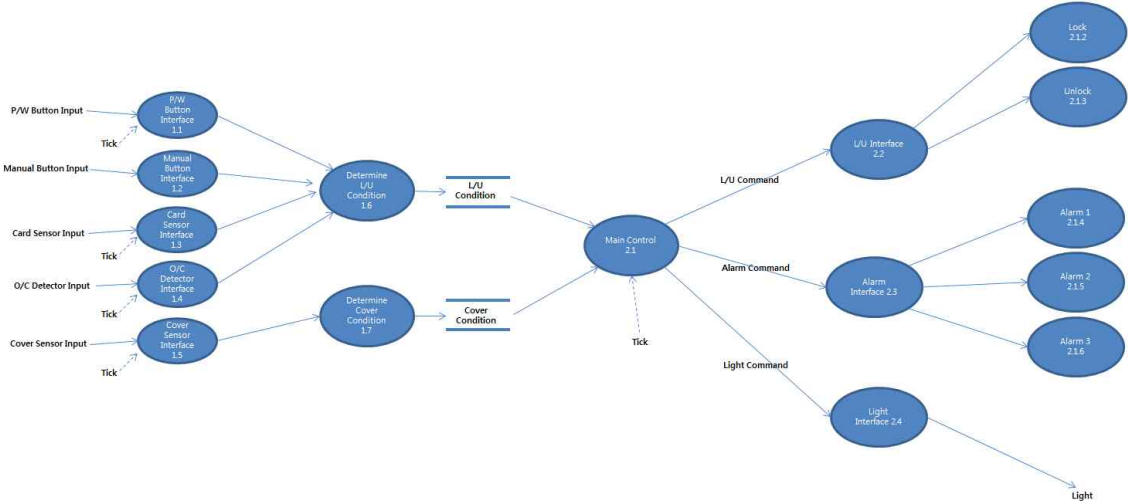 P/W Button Input
Tick
Manual Button Input
Card Sensor Input
Tick
O/C Detector Input
Tick
Cover Sensor Input
Tick
P/W
Button
Interface
1.1
Manual
Button
Interface
1.2
Card
Sensor
Interface
1.3
O/C
Detector
Interface
1.4
Cover
Sensor
Interface
1.5
Determine
L/U
Condition
1.6
Determine
Cover
Condition
1.7
L/U
Condition
Cover
Condition
Main Control
2.1
Tick
L/U Command
Alarm Command
Light Command
L/U Interface
2.2
Alarm
Interface 2.3
Light
Interface 2.4
Lock
2.1.2
Unlock
2.1.3
Alarm 1
2.1.4
Alarm 2
2.1.5
Alarm 3
2.1.6
Light